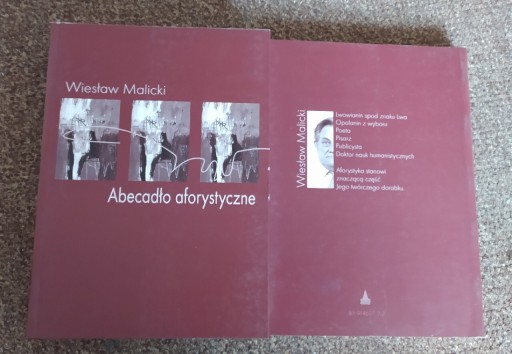 Wiesław Malicki
Abecadło aforystyczne
Wiesław Malicki
Lwowianin spod znaku Lwa
Opolanin z wyboru
Poeta
Pisarz
Publicysta
Doktor nauk humanistycznych
Aforystyka stanowi
znaczącą część
Jego twórczego dorobku.